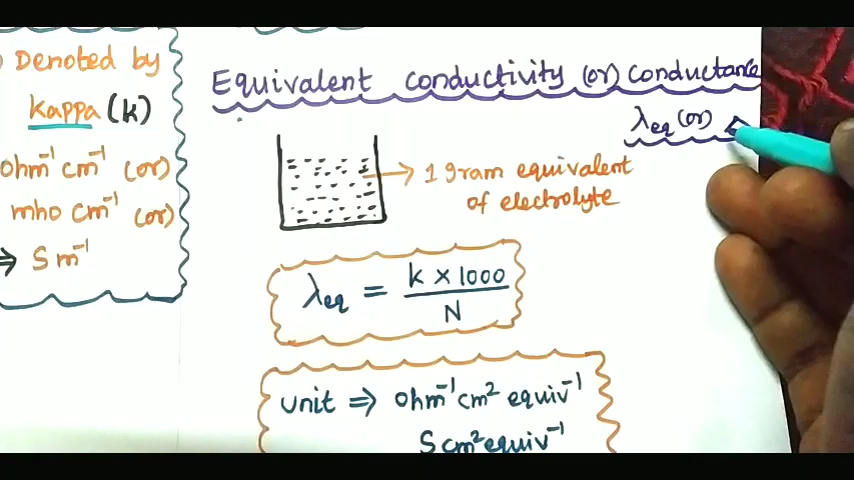 Denoted by
kappa (k)
ohm⁻¹ cm⁻¹ (or)
mho cm⁻¹ (or)
⇒ S m⁻¹
Equivalent conductivity (or) conductance
λeq (or)
→ 1 gram equivalent
of electrolyte
λeq = k × 1000 / N
unit ⇒ ohm⁻¹ cm² equiv⁻¹
S cm² equiv⁻¹